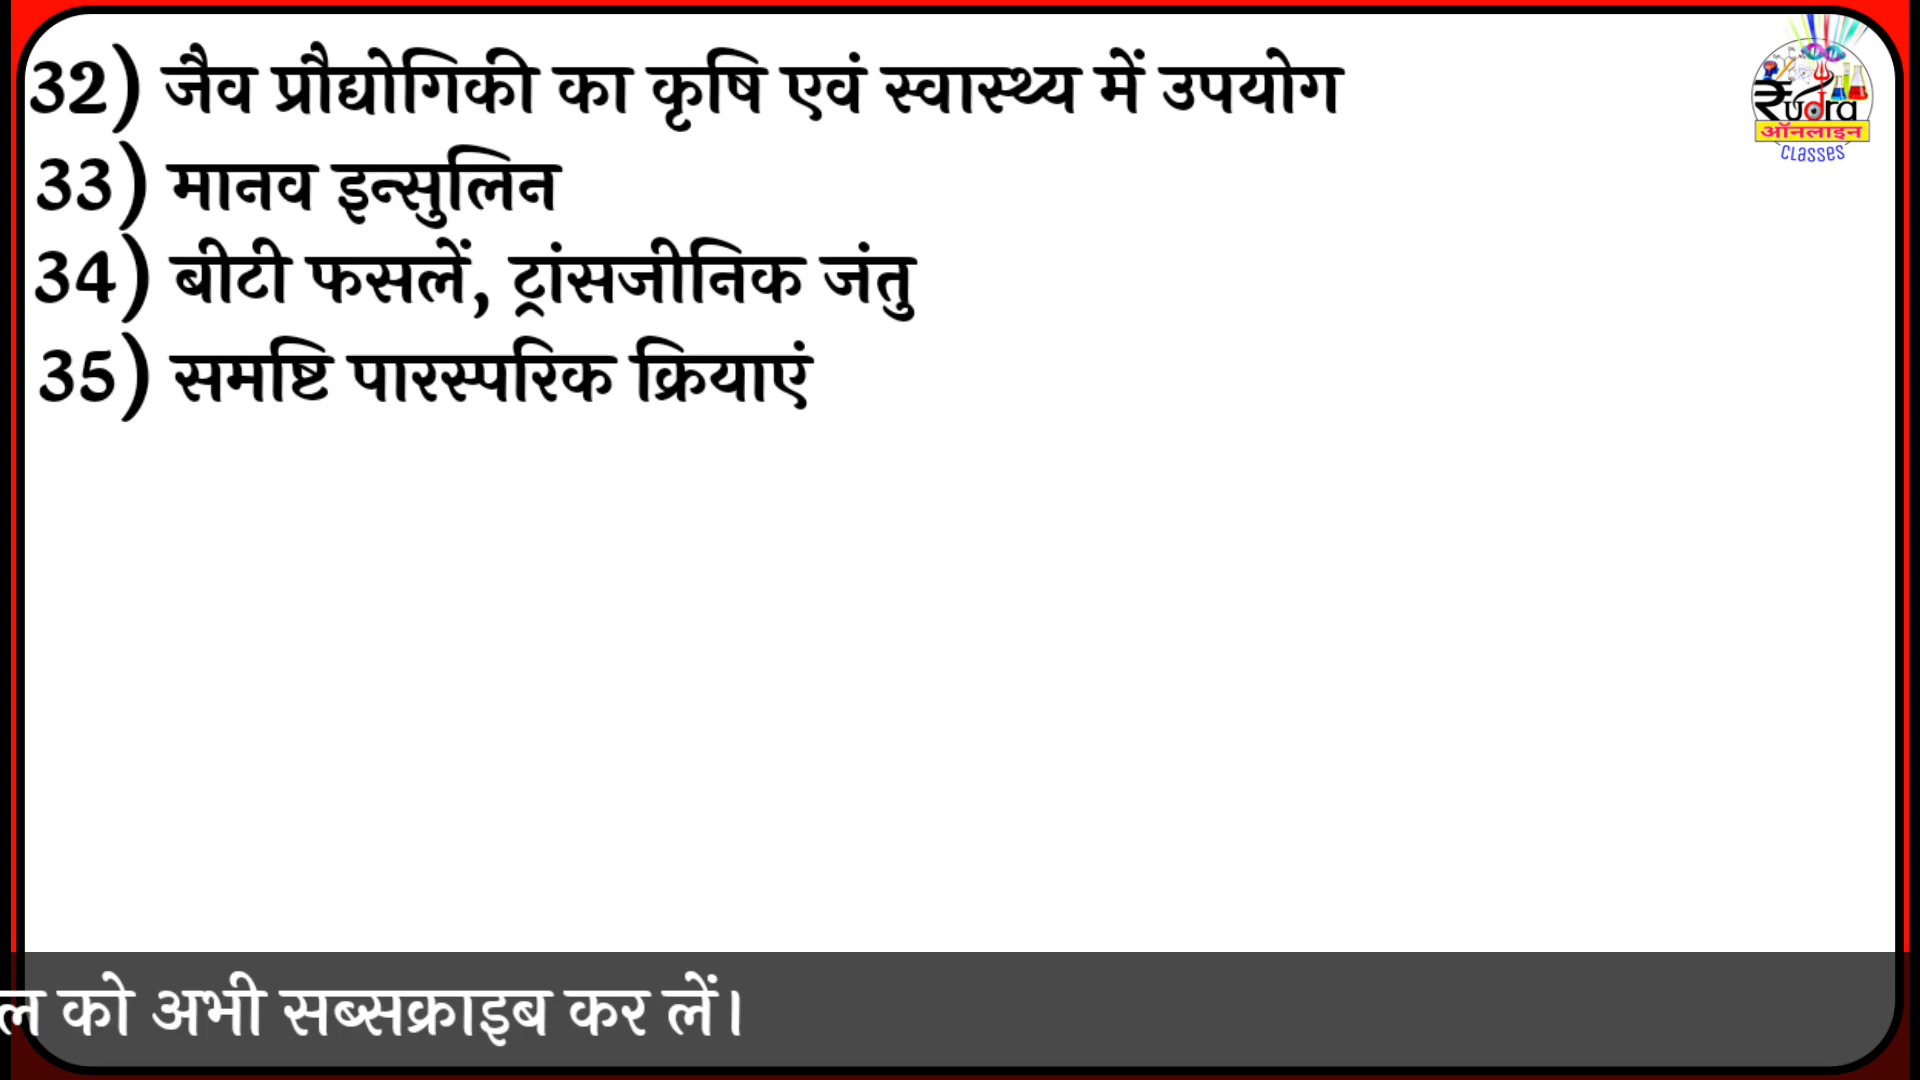 32) जैव प्रौद्योगिकी का कृषि एवं स्वास्थ्य में उपयोग
33) मानव इन्सुलिन
34) बीटी फसलें, ट्रांसजीनिक जंतु
35) समष्टि पारस्परिक क्रियाएं
Rudra
ऑनलाइन
CLASSES
ल को अभी सब्सक्राइब कर लें।